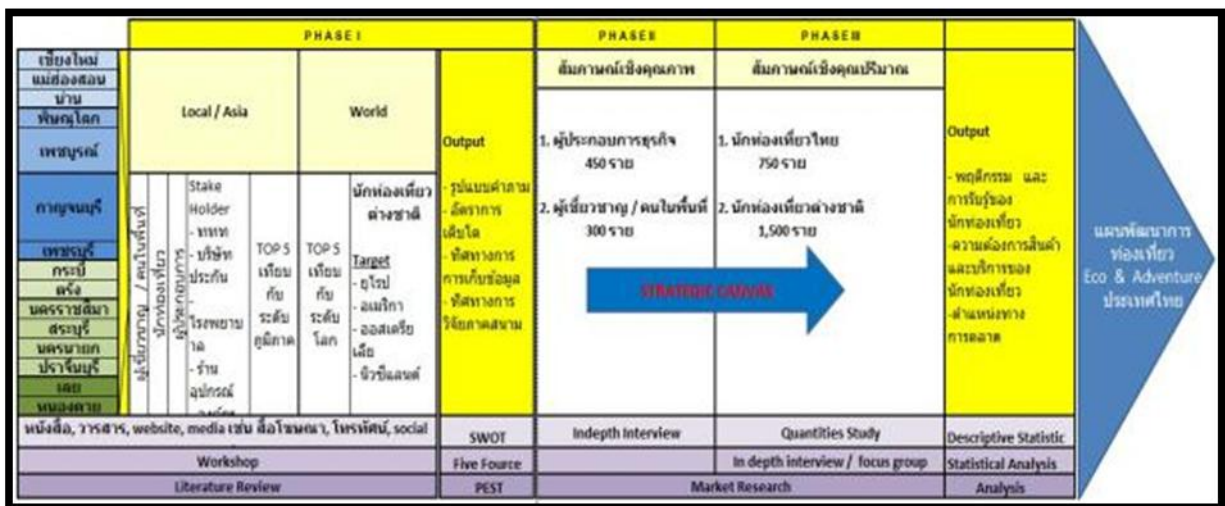 PHASE I
PHASE II
PHASE III
เชียงใหม่
แม่ฮ่องสอน
น่าน
พิษณุโลก
เพชบูรณ์
กาญจนบุรี
เพชรบุรี
กระบี่
ตรัง
นครราชสีมา
สระบุรี
นครนายก
ปราจีนบุรี
เลย
หนองคาย
Local / Asia
World
ผู้เชี่ยวชาญ / คนในพื้นที่
นักท่องเที่ยว
ผู้ประกอบการ
Stake
Holder
- ททท
- บริษัท
ประกัน
-
โรงพยาบ
าล
- ร้าน
อุปกรณ์
TOP 5
เทียบ
กับ
ระดับ
ภูมิภาค
TOP 5
เทียบ
กับ
ระดับ
โลก
นักท่องเที่ยว
ต่างชาติ
Target
- ยุโรป
- อเมริกา
- ออสเตรีย
เลีย
- นิวซีแลนด์
Output
- รูปแบบคำถาม
- อัตราการ
เติบโต
- ทิศทางการ
การเก็บข้อมูล
- ทิศทางการ
วิจัยภาคสนาม
สัมภาษณ์เชิงคุณภาพ
1. ผู้ประกอบการธุรกิจ
450 ราย
2. ผู้เชี่ยวชาญ / คนในพื้นที่
300 ราย
สัมภาษณ์เชิงคุณปริมาณ
1. นักท่องเที่ยวไทย
750 ราย
2. นักท่องเที่ยวต่างชาติ
1,500 ราย
STRATEGIC CANVAS
Output
- พฤติกรรม และ
การรับรู้ของ
นักท่องเที่ยว
-ความต้องการสินค้า
และบริการของ
นักท่องเที่ยว
-ตำแหน่งทาง
การตลาด
แผนพัฒนาการ
ท่องเที่ยว
Eco & Adventure
ประเทศไทย
หนังสือ, วารสาร, website, media เช่น สื่อโฆษณา, โทรทัศน์, social
SWOT
Indepth Interview
Quantities Study
Descriptive Statistic
Workshop
Five Fource
In depth interview / focus group
Statistical Analysis
Literature Review
PEST
Market Research
Analysis